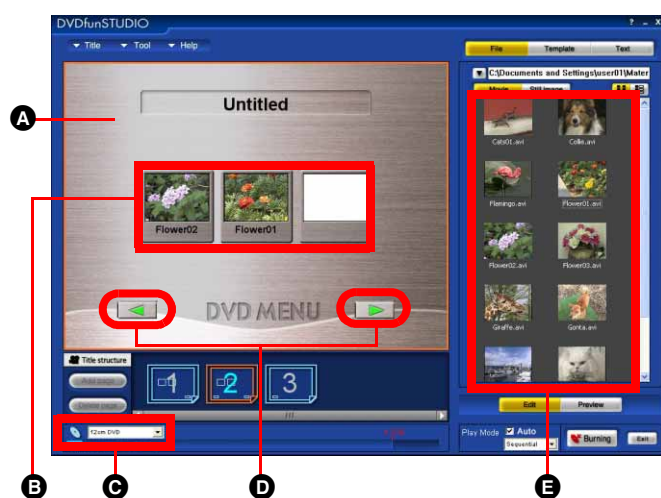 DVDfunSTUDIO
? – X
Title Tool Help
File Template Text
C:\Documents and Settings\user01\Mater
Movie Still image
Untitled
Cats01.avi Collie.avi
Flamingo.avi Flower01.avi
Flower02 Flower01
Flower02.avi Flower03.avi
DVD MENU
Giraffe.avi Gonta.avi
Title structure
Add page
1 2 3
Delete page
Edit Preview
12cm DVD
Play Mode Auto
Sequential
Burning Exit
A
B C D E